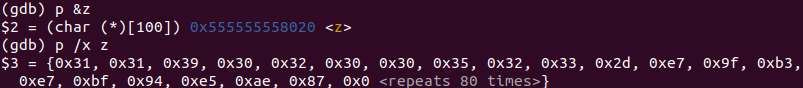 (gdb) p &z
$2 = (char (*)[100]) 0x555555558020 <z>
(gdb) p /x z
$3 = {0x31, 0x31, 0x39, 0x30, 0x32, 0x30, 0x30, 0x35, 0x32, 0x33, 0x2d, 0xe7, 0x9f, 0xb3,
0xe7, 0xbf, 0x94, 0xe5, 0xae, 0x87, 0x0 <repeats 80 times>}